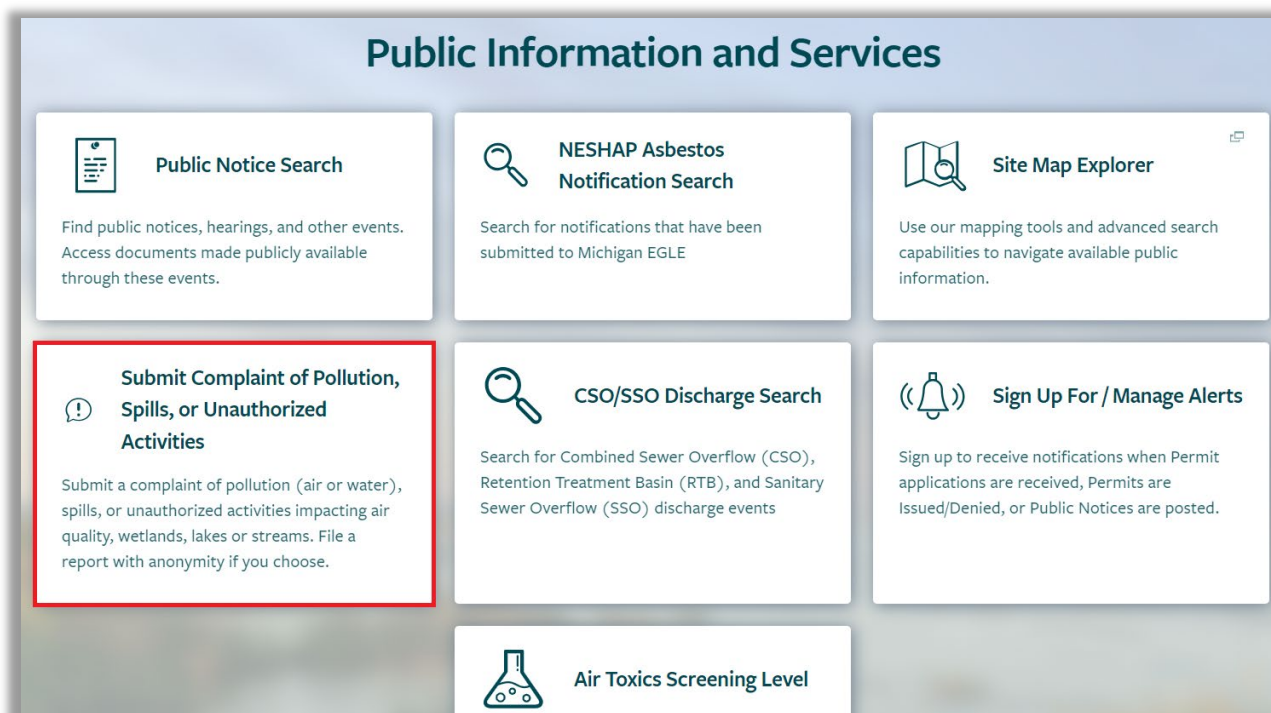 Public Information and Services
Public Notice Search
Find public notices, hearings, and other events.
Access documents made publicly available
through these events.
NESHAP Asbestos
Notification Search
Search for notifications that have been
submitted to Michigan EGLE
Site Map Explorer
Use our mapping tools and advanced search
capabilities to navigate available public
information.
Submit Complaint of Pollution,
Spills, or Unauthorized
Activities
Submit a complaint of pollution (air or water),
spills, or unauthorized activities impacting air
quality, wetlands, lakes or streams. File a
report with anonymity if you choose.
CSO/SSO Discharge Search
Search for Combined Sewer Overflow (CSO),
Retention Treatment Basin (RTB), and Sanitary
Sewer Overflow (SSO) discharge events
Sign Up For / Manage Alerts
Sign up to receive notifications when Permit
applications are received, Permits are
Issued/Denied, or Public Notices are posted.
Air Toxics Screening Level